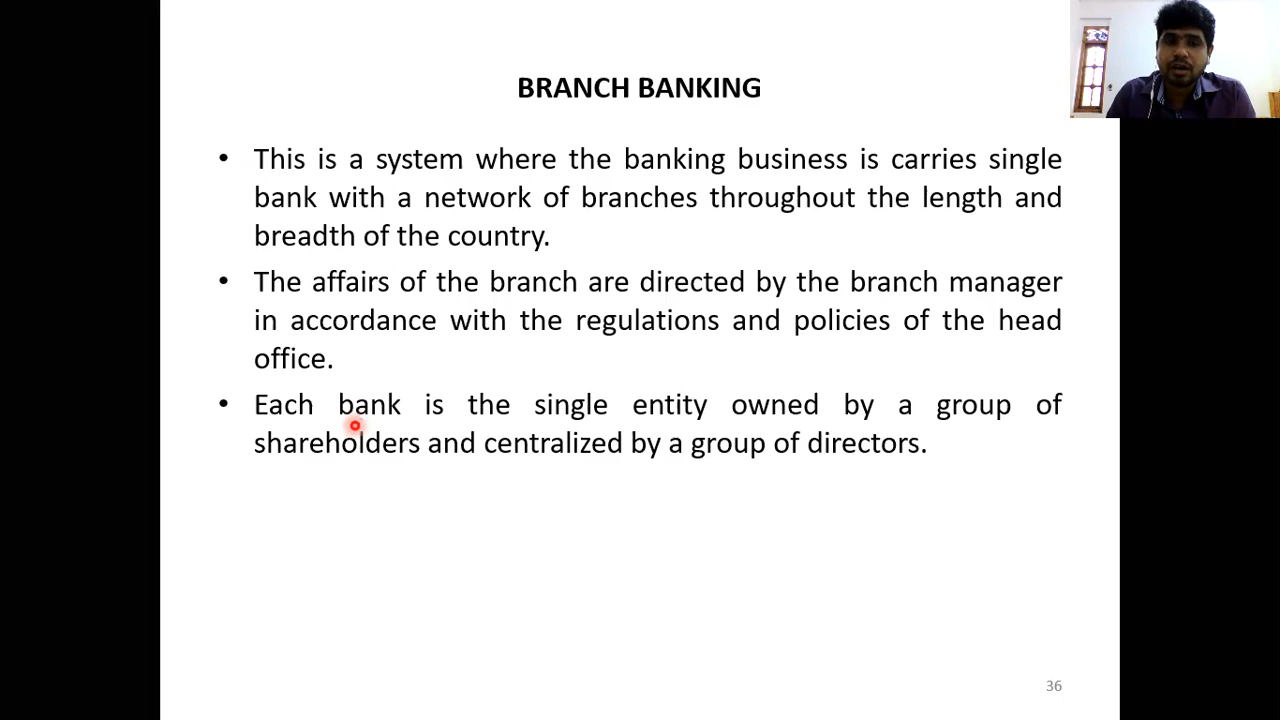 BRANCH BANKING
• This is a system where the banking business is carries single
bank with a network of branches throughout the length and
breadth of the country.
• The affairs of the branch are directed by the branch manager
in accordance with the regulations and policies of the head
office.
• Each bank is the single entity owned by a group of
shareholders and centralized by a group of directors.
36